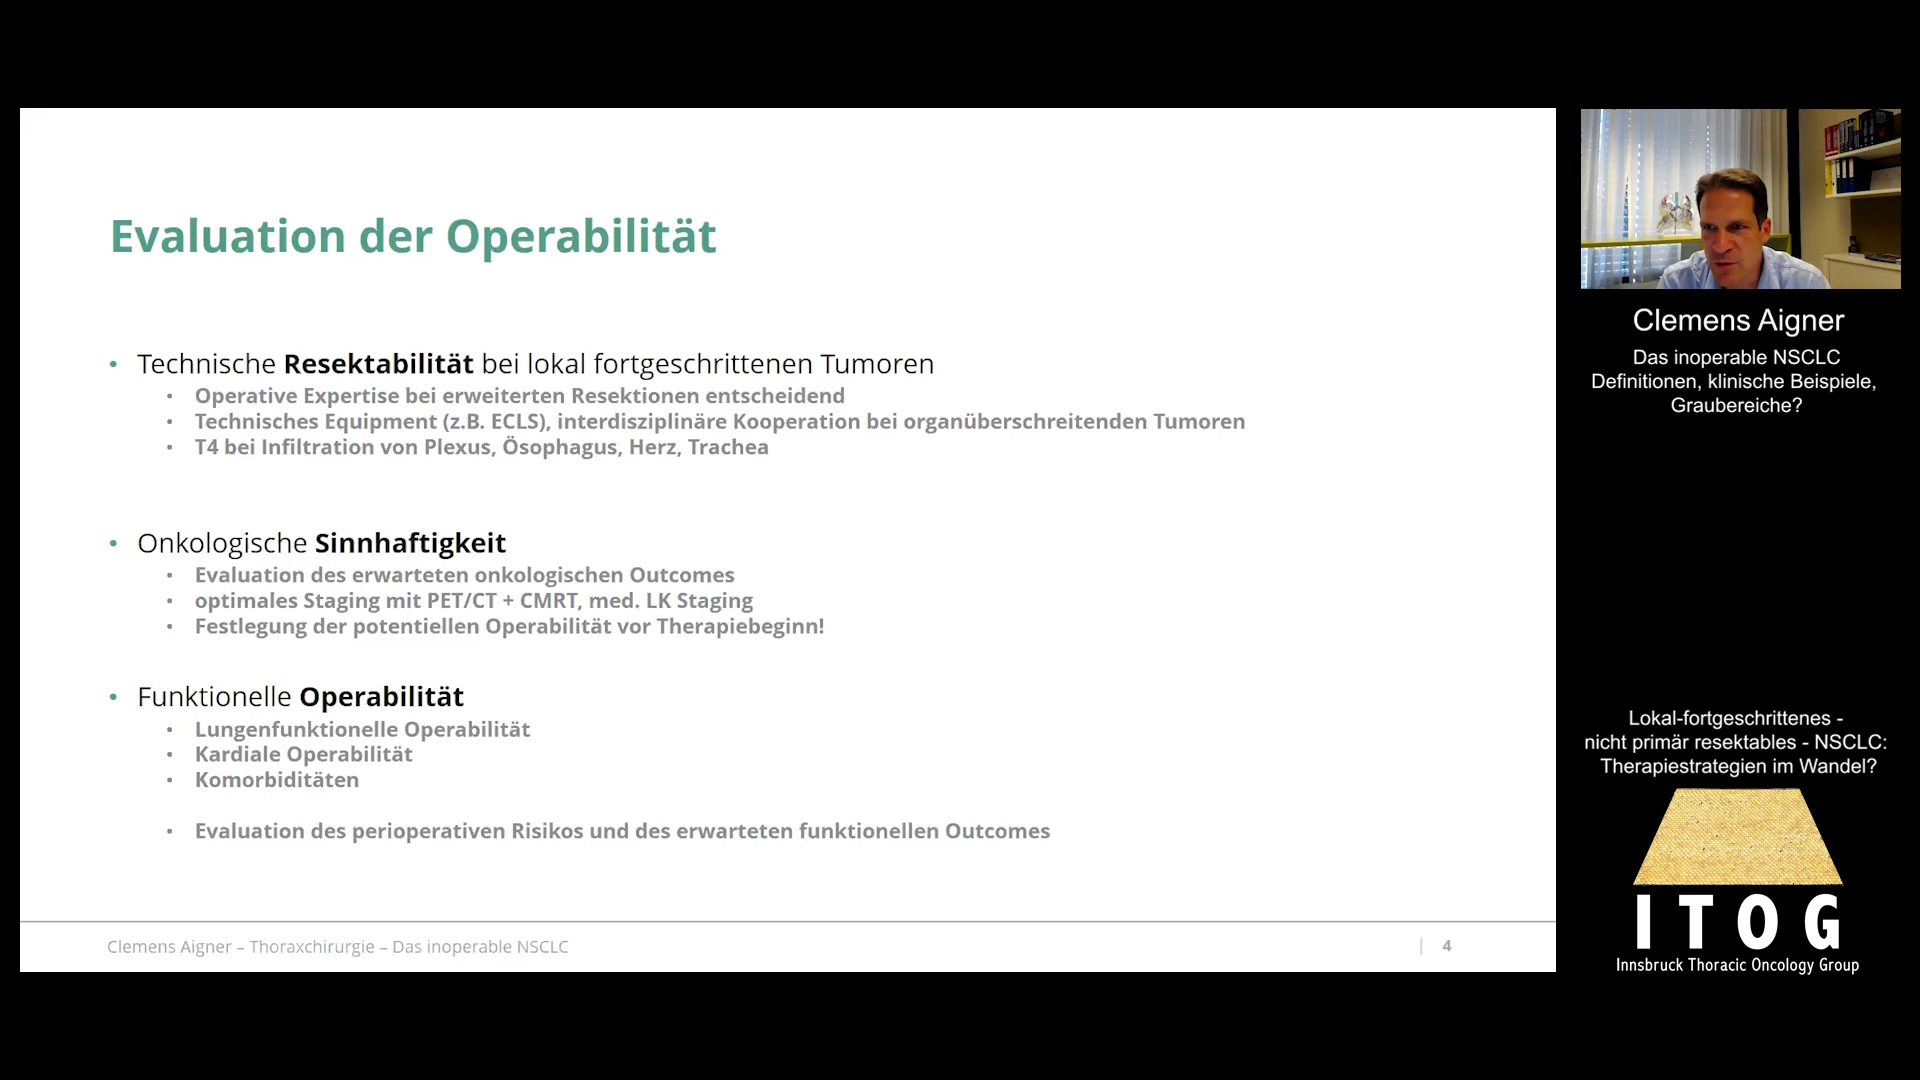 Evaluation der Operabilität
• Technische Resektabilität bei lokal fortgeschrittenen Tumoren
• Operative Expertise bei erweiterten Resektionen entscheidend
• Technisches Equipment (z.B. ECLS), interdisziplinäre Kooperation bei organüberschreitenden Tumoren
• T4 bei Infiltration von Plexus, Ösophagus, Herz, Trachea
• Onkologische Sinnhaftigkeit
• Evaluation des erwarteten onkologischen Outcomes
• optimales Staging mit PET/CT + CMRT, med. LK Staging
• Festlegung der potentiellen Operabilität vor Therapiebeginn!
• Funktionelle Operabilität
• Lungenfunktionelle Operabilität
• Kardiale Operabilität
• Komorbiditäten
• Evaluation des perioperativen Risikos und des erwarteten funktionellen Outcomes
Clemens Aigner – Thoraxchirurgie – Das inoperable NSCLC
| 4
Clemens Aigner
Das inoperable NSCLC
Definitionen, klinische Beispiele,
Graubereiche?
Lokal-fortgeschrittenes -
nicht primär resektables - NSCLC:
Therapiestrategien im Wandel?
ITOG
Innsbruck Thoracic Oncology Group